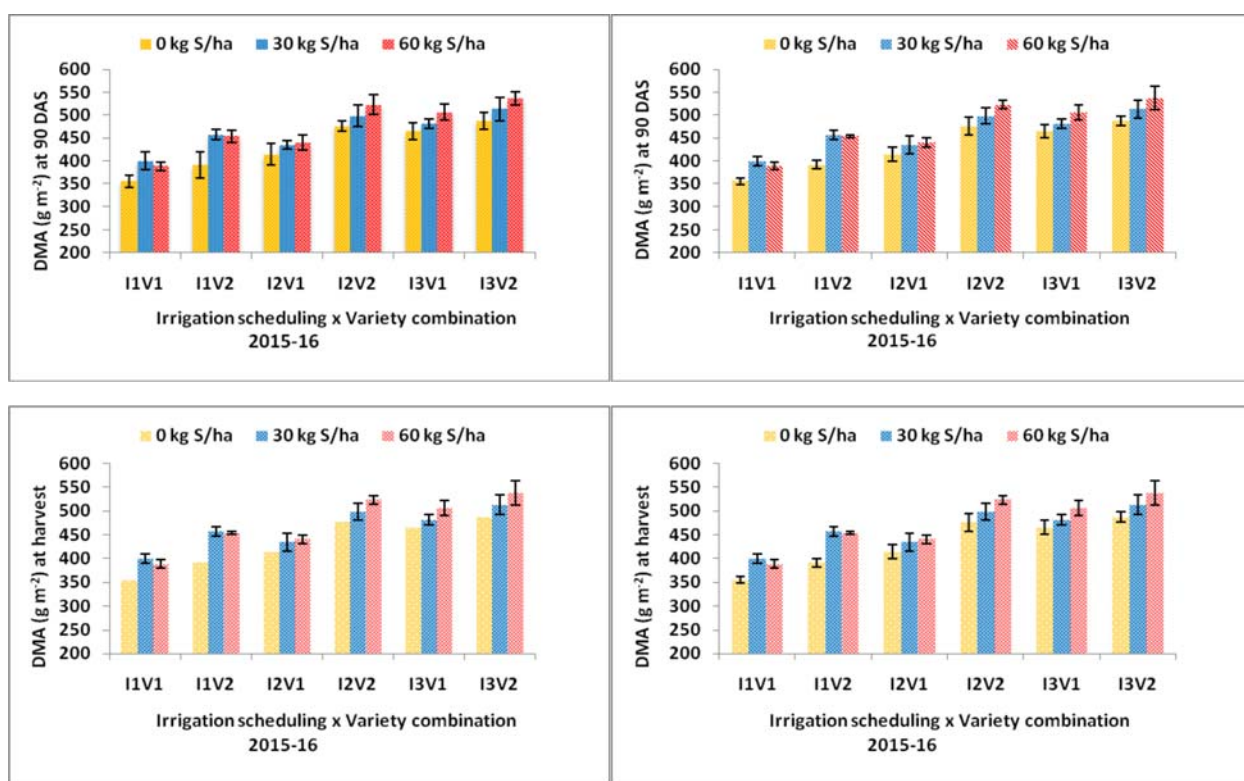 0 kg S/ha 30 kg S/ha 60 kg S/ha
DMA (g m-2) at 90 DAS
600
550
500
450
400
350
300
250
200
I1V1 I1V2 I2V1 I2V2 I3V1 I3V2
Irrigation scheduling x Variety combination
2015-16
0 kg S/ha 30 kg S/ha 60 kg S/ha
DMA (g m-2) at 90 DAS
600
550
500
450
400
350
300
250
200
I1V1 I1V2 I2V1 I2V2 I3V1 I3V2
Irrigation scheduling x Variety combination
2015-16
0 kg S/ha 30 kg S/ha 60 kg S/ha
DMA (g m-2) at harvest
600
550
500
450
400
350
300
250
200
I1V1 I1V2 I2V1 I2V2 I3V1 I3V2
Irrigation scheduling x Variety combination
2015-16
0 kg S/ha 30 kg S/ha 60 kg S/ha
DMA (g m-2) at harvest
600
550
500
450
400
350
300
250
200
I1V1 I1V2 I2V1 I2V2 I3V1 I3V2
Irrigation scheduling x Variety combination
2015-16